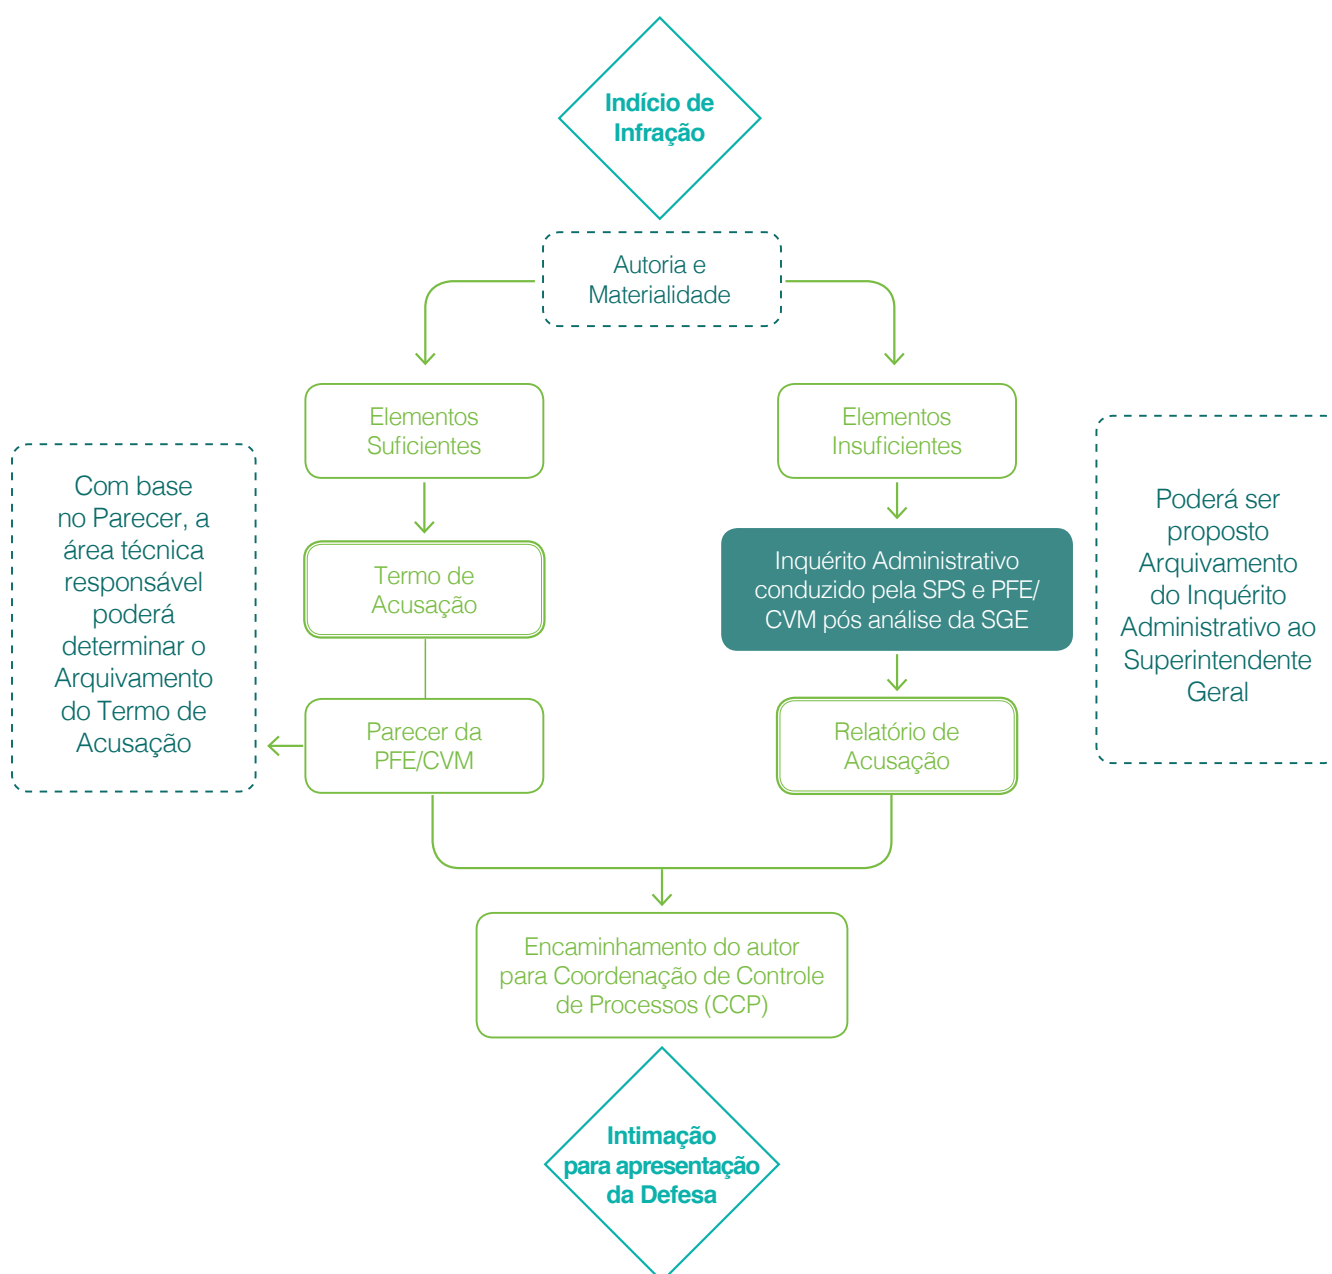 Indício de
Infração
Autoria e
Materialidade
Elementos
Suficientes
Elementos
Insuficientes
Com base
no Parecer, a
área técnica
responsável
poderá
determinar o
Arquivamento
do Termo de
Acusação
Termo de
Acusação
Inquérito Administrativo
conduzido pela SPS e PFE/
CVM pós análise da SGE
Poderá ser
proposto
Arquivamento
do Inquérito
Administrativo ao
Superintendente
Geral
Parecer da
PFE/CVM
Relatório de
Acusação
Encaminhamento do autor
para Coordenação de Controle
de Processos (CCP)
Intimação
para apresentação
da Defesa